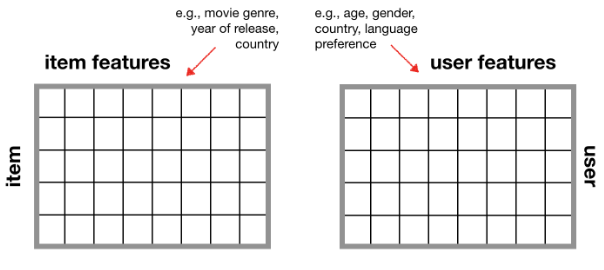 e.g., movie genre,
year of release,
country
item features
item
e.g., age, gender,
country, language
preference
user features
user